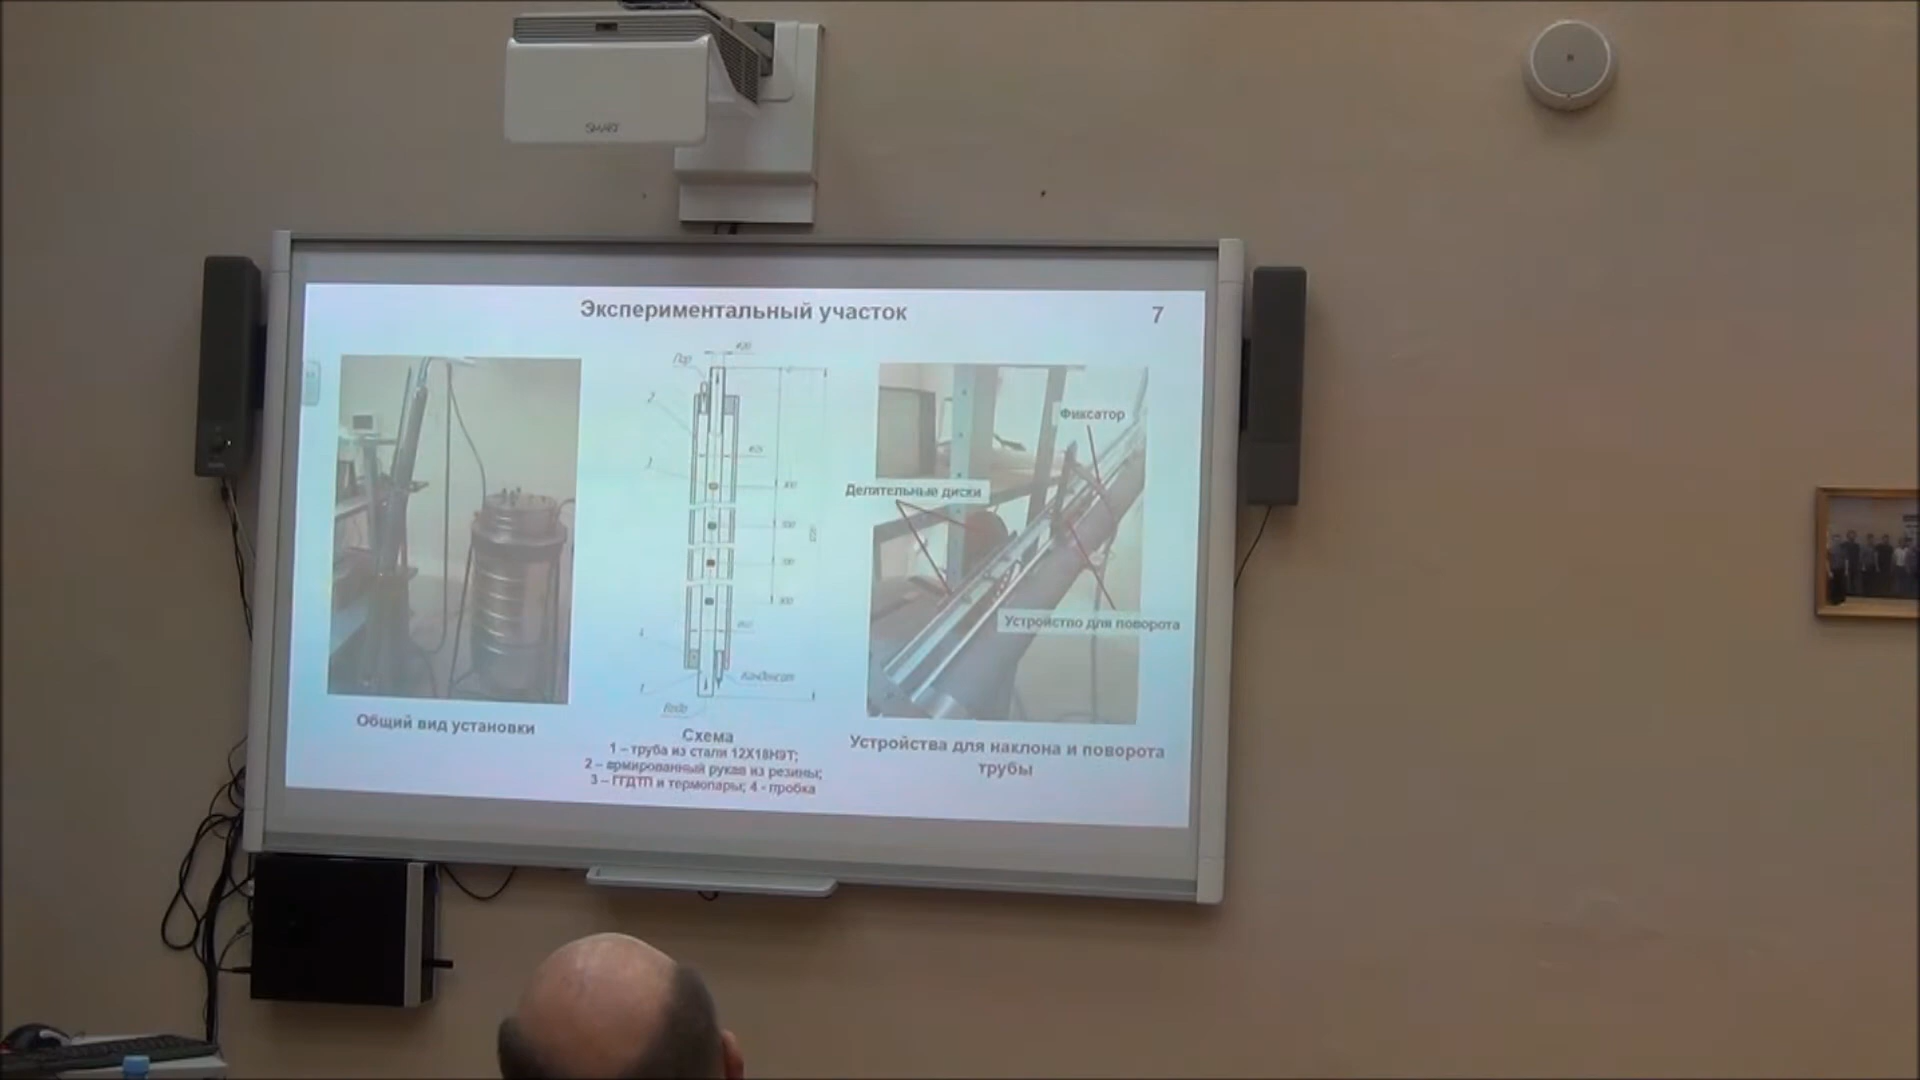 SMART
Экспериментальный участок
7
Пар
Фиксатор
Делительные диски
Устройство для поворота
Конденсат
Вода
Общий вид установки
Схема
1 – труба из стали 12Х18Н9Т;
2 – армированный рукав из резины;
3 – ГГДТП и термопары; 4 - пробка
Устройства для наклона и поворота
трубы